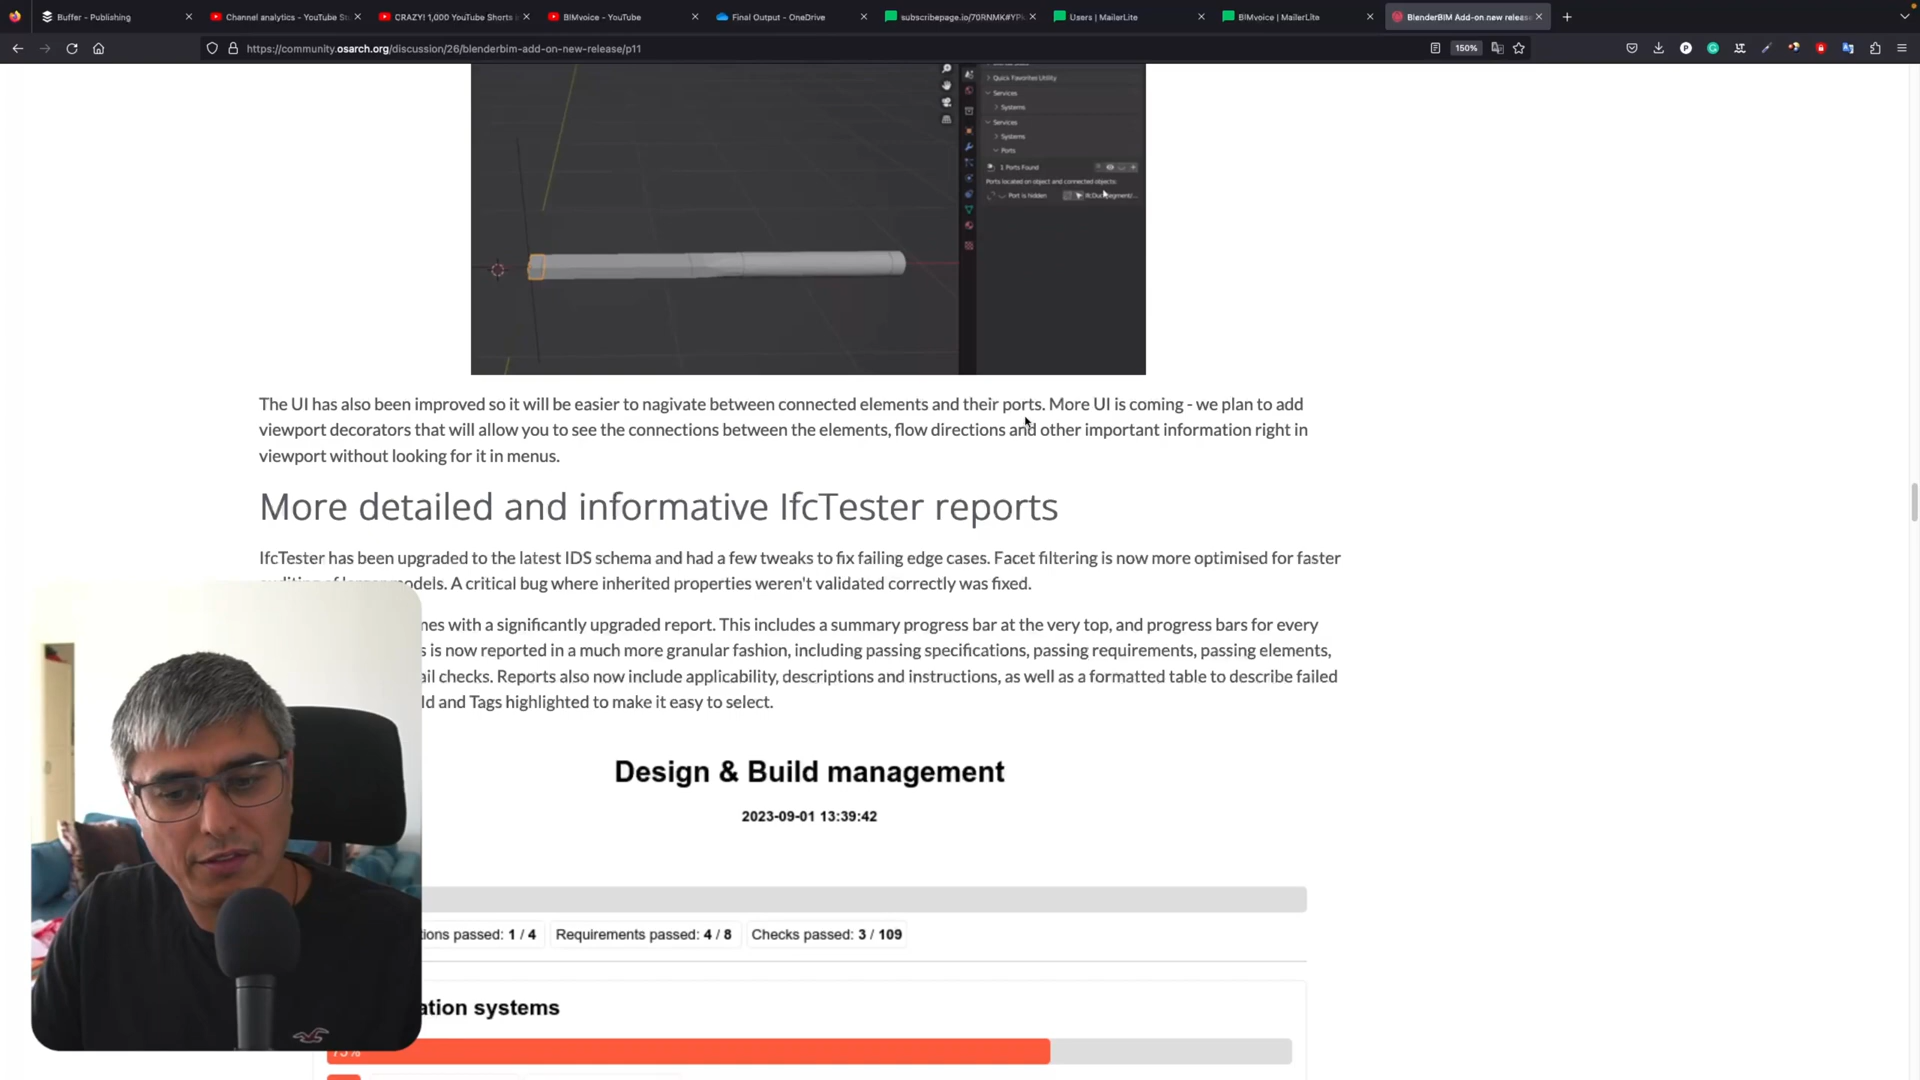 Buffer - Publishing
Channel analytics - YouTube St
CRAZY! 1,000 YouTube Shorts i
BIMvoice - YouTube
Final Output - OneDrive
subscribepage.io/70RNMK#YP
Users | MailerLite
BIMvoice | MailerLite
BlenderBIM Add-on new releas
https://community.osarch.org/discussion/26/blenderbim-add-on-new-release/p11
150%
Quick Favorites Utility
Services
Systems
Services
Systems
Ports
1 Ports Found
Ports located on object and connected objects:
Port is hidden
The UI has also been improved so it will be easier to nagivate between connected elements and their ports. More UI is coming - we plan to add
viewport decorators that will allow you to see the connections between the elements, flow directions and other important information right in
viewport without looking for it in menus.
More detailed and informative IfcTester reports
IfcTester has been upgraded to the latest IDS schema and had a few tweaks to fix failing edge cases. Facet filtering is now more optimised for faster
odels. A critical bug where inherited properties weren't validated correctly was fixed.
nes with a significantly upgraded report. This includes a summary progress bar at the very top, and progress bars for every
s is now reported in a much more granular fashion, including passing specifications, passing requirements, passing elements,
ail checks. Reports also now include applicability, descriptions and instructions, as well as a formatted table to describe failed
ld and Tags highlighted to make it easy to select.
Design & Build management
2023-09-01 13:39:42
tions passed: 1 / 4 Requirements passed: 4 / 8 Checks passed: 3 / 109
ation systems